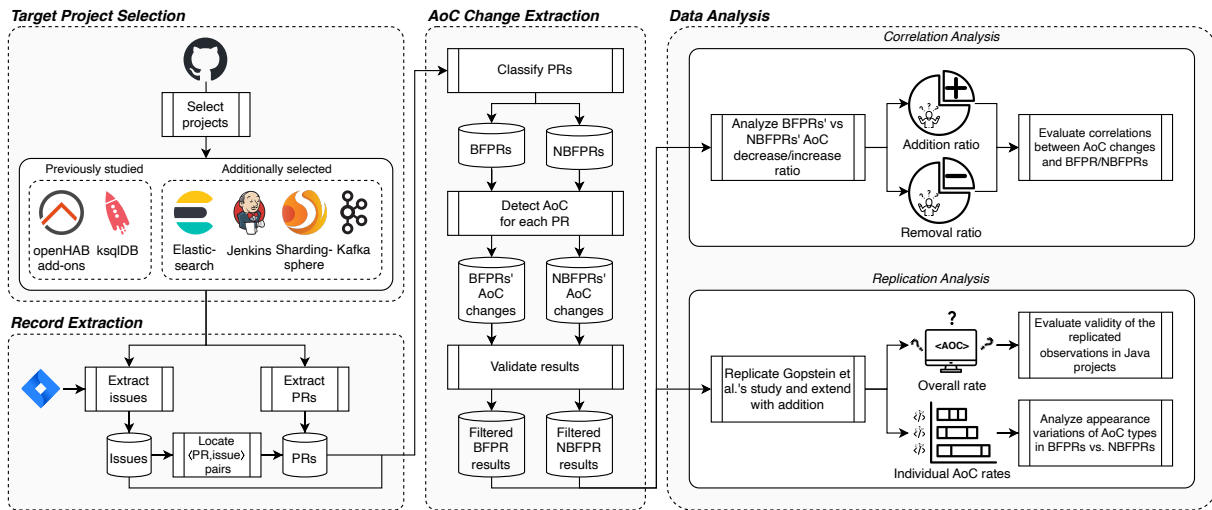 Target Project Selection
Select
projects
Previously studied
Additionally selected
openHAB
add-ons
ksqlDB
Elastic-
search
Jenkins
Sharding-
sphere
Kafka
Record Extraction
Extract
issues
Extract
PRs
Issues
Locate
⟨PR,issue⟩
pairs
PRs
AoC Change Extraction
Classify PRs
BFPRs
NBFPRs
Detect AoC
for each PR
BFPRs'
AoC
changes
NBFPRs'
AoC
changes
Validate results
Filtered
BFPR
results
Filtered
NBFPR
results
Data Analysis
Correlation Analysis
Analyze BFPRs' vs
NBFPRs' AoC
decrease/increase
ratio
Addition ratio
Removal ratio
Evaluate correlations
between AoC changes
and BFPR/NBFPRs
Replication Analysis
Replicate Gopstein et
al.'s study and extend
with addition
?
<AOC>
Overall rate
</>
</>
</>
Individual AoC rates
Evaluate validity of the
replicated
observations in Java
projects
Analyze appearance
variations of AoC types
in BFPRs vs. NBFPRs